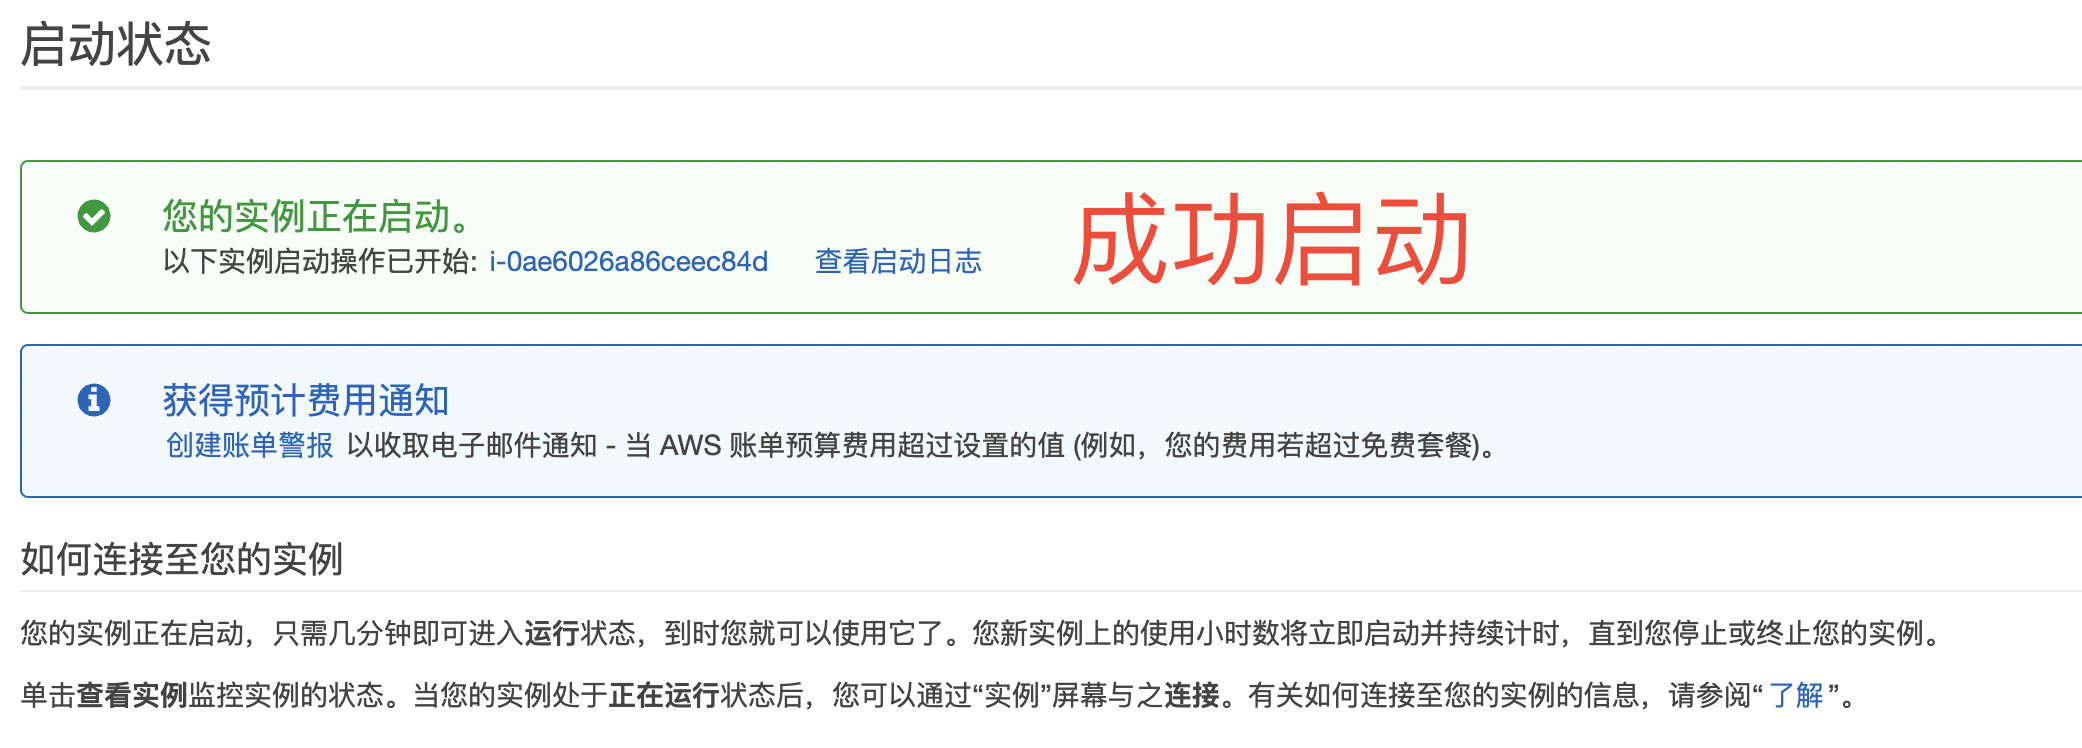 启动状态
您的实例正在启动。
以下实例启动操作已开始: i-0ae6026a86ceec84d 查看启动日志
成功启动
获得预计费用通知
创建账单警报 以收取电子邮件通知 - 当 AWS 账单预算费用超过设置的值 (例如，您的费用若超过免费套餐)。
如何连接至您的实例
您的实例正在启动，只需几分钟即可进入运行状态，到时您就可以使用它了。您新实例上的使用小时数将立即启动并持续计时，直到您停止或终止您的实例。
单击查看实例监控实例的状态。当您的实例处于正在运行状态后，您可以通过“实例”屏幕与之连接。有关如何连接至您的实例的信息，请参阅“了解”。